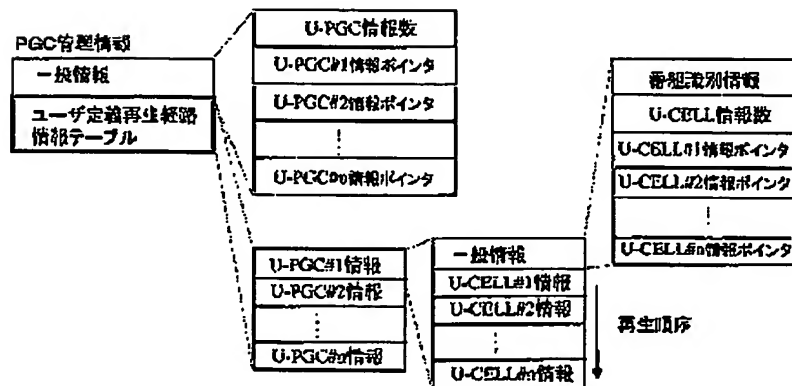 PGC管理情報
一般情報
ユーザ定義再生経路
情報テーブル
U-PGC情報数
U-PGC#1情報ポインタ
U-PGC#2情報ポインタ
U-PGC#n情報ポインタ
U-PGC#1情報
U-PGC#2情報
U-PGC#n情報
一般情報
U-CELL#1情報
U-CELL#2情報
U-CELL#n情報
再生順序
番組識別情報
U-CELL情報数
U-CELL#1情報ポインタ
U-CELL#2情報ポインタ
U-CELL#n情報ポインタ